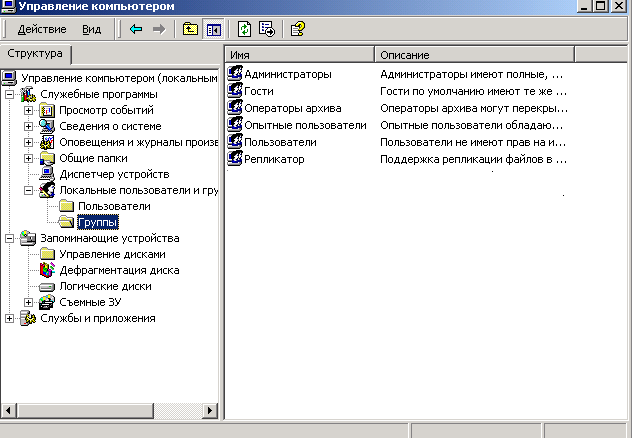 Управление компьютером
Действие Вид
Структура
Управление компьютером (локальным
Служебные программы
Просмотр событий
Сведения о системе
Оповещения и журналы произв
Общие папки
Диспетчер устройств
Локальные пользователи и гру
Пользователи
Группы
Запоминающие устройства
Управление дисками
Дефрагментация диска
Логические диски
Съемные ЗУ
Службы и приложения
Имя Описание
Администраторы Администраторы имеют полные, ...
Гости Гости по умолчанию имеют те же ...
Операторы архива Операторы архива могут перекры...
Опытные пользователи Опытные пользователи обладаю...
Пользователи Пользователи не имеют прав на и...
Репликатор Поддержка репликации файлов в ...